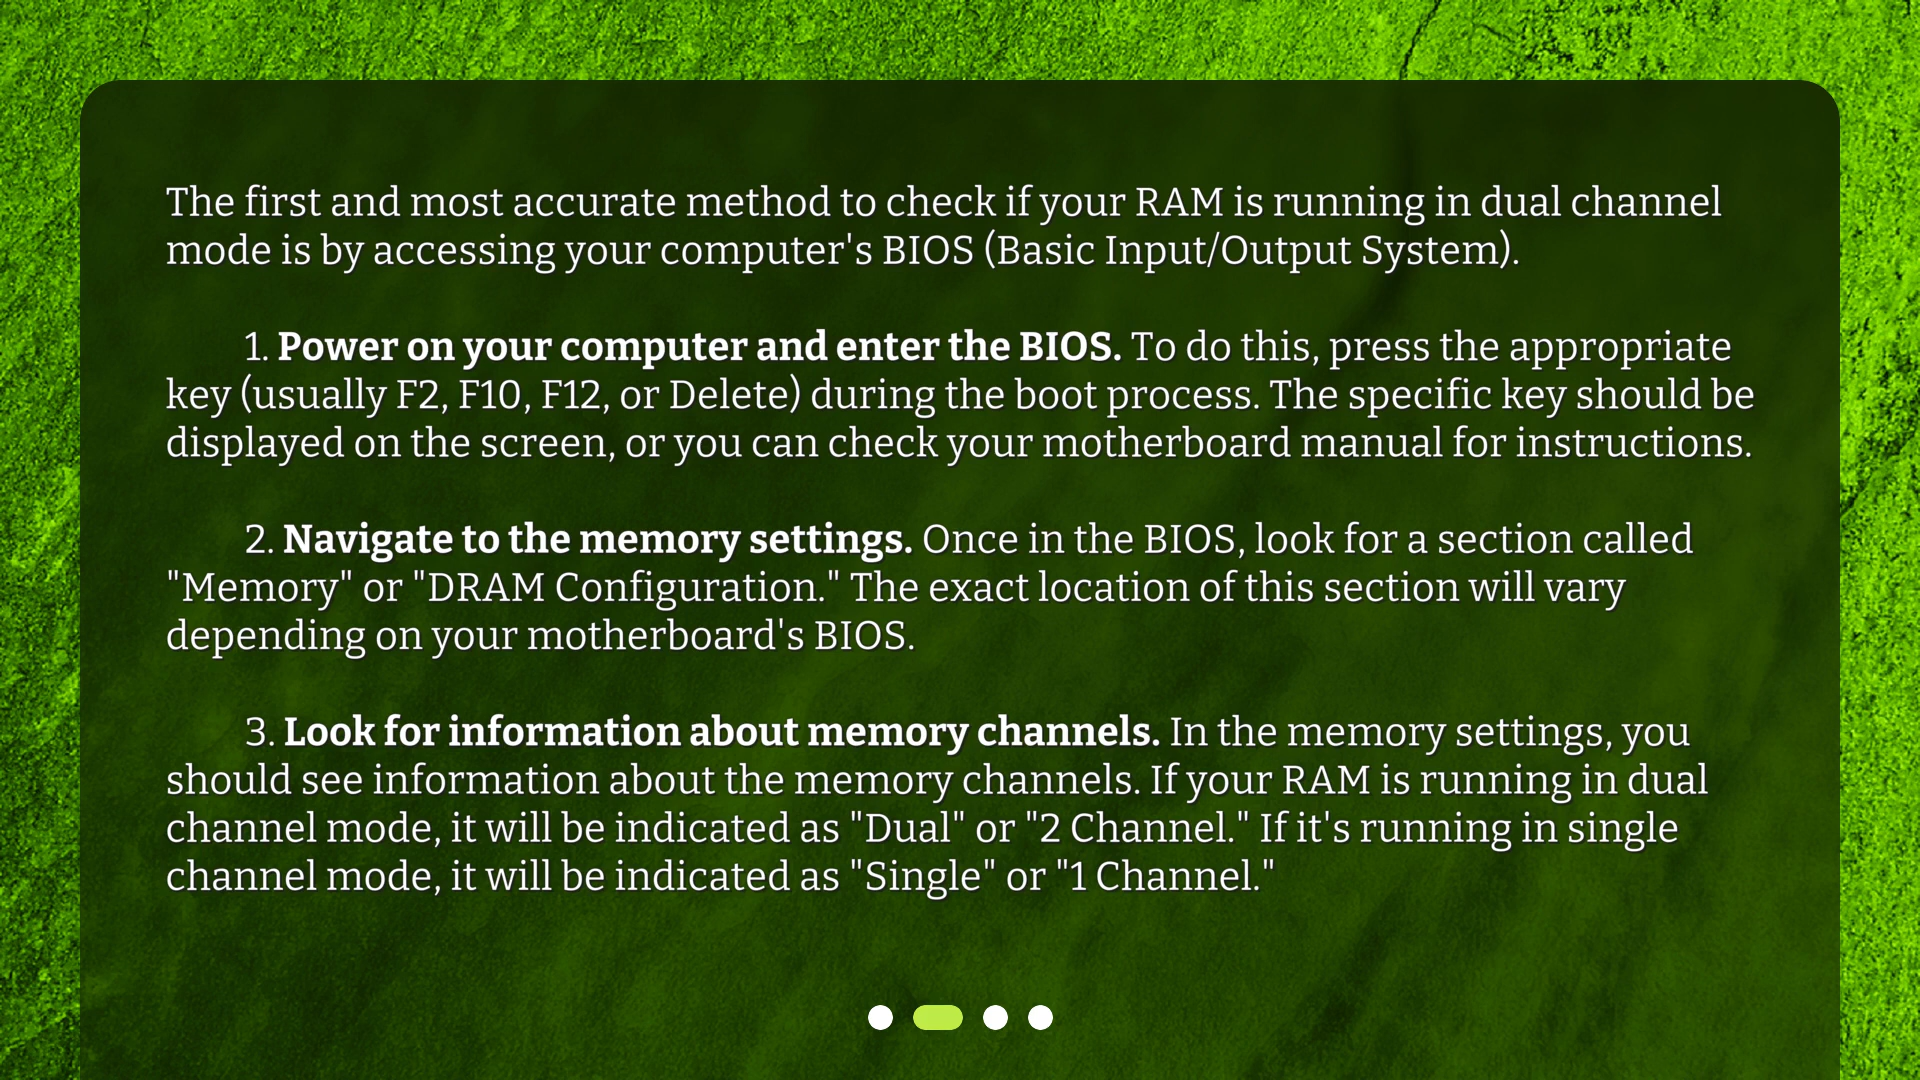 The first and most accurate method to check if your RAM is running in dual channel
mode is by accessing your computer's BIOS (Basic Input/Output System).
1. Power on your computer and enter the BIOS. To do this, press the appropriate
key (usually F2, F10, F12, or Delete) during the boot process. The specific key should be
displayed on the screen, or you can check your motherboard manual for instructions.
2. Navigate to the memory settings. Once in the BIOS, look for a section called
"Memory" or "DRAM Configuration." The exact location of this section will vary
depending on your motherboard's BIOS.
3. Look for information about memory channels. In the memory settings, you
should see information about the memory channels. If your RAM is running in dual
channel mode, it will be indicated as "Dual" or "2 Channel." If it's running in single
channel mode, it will be indicated as "Single" or "1 Channel."